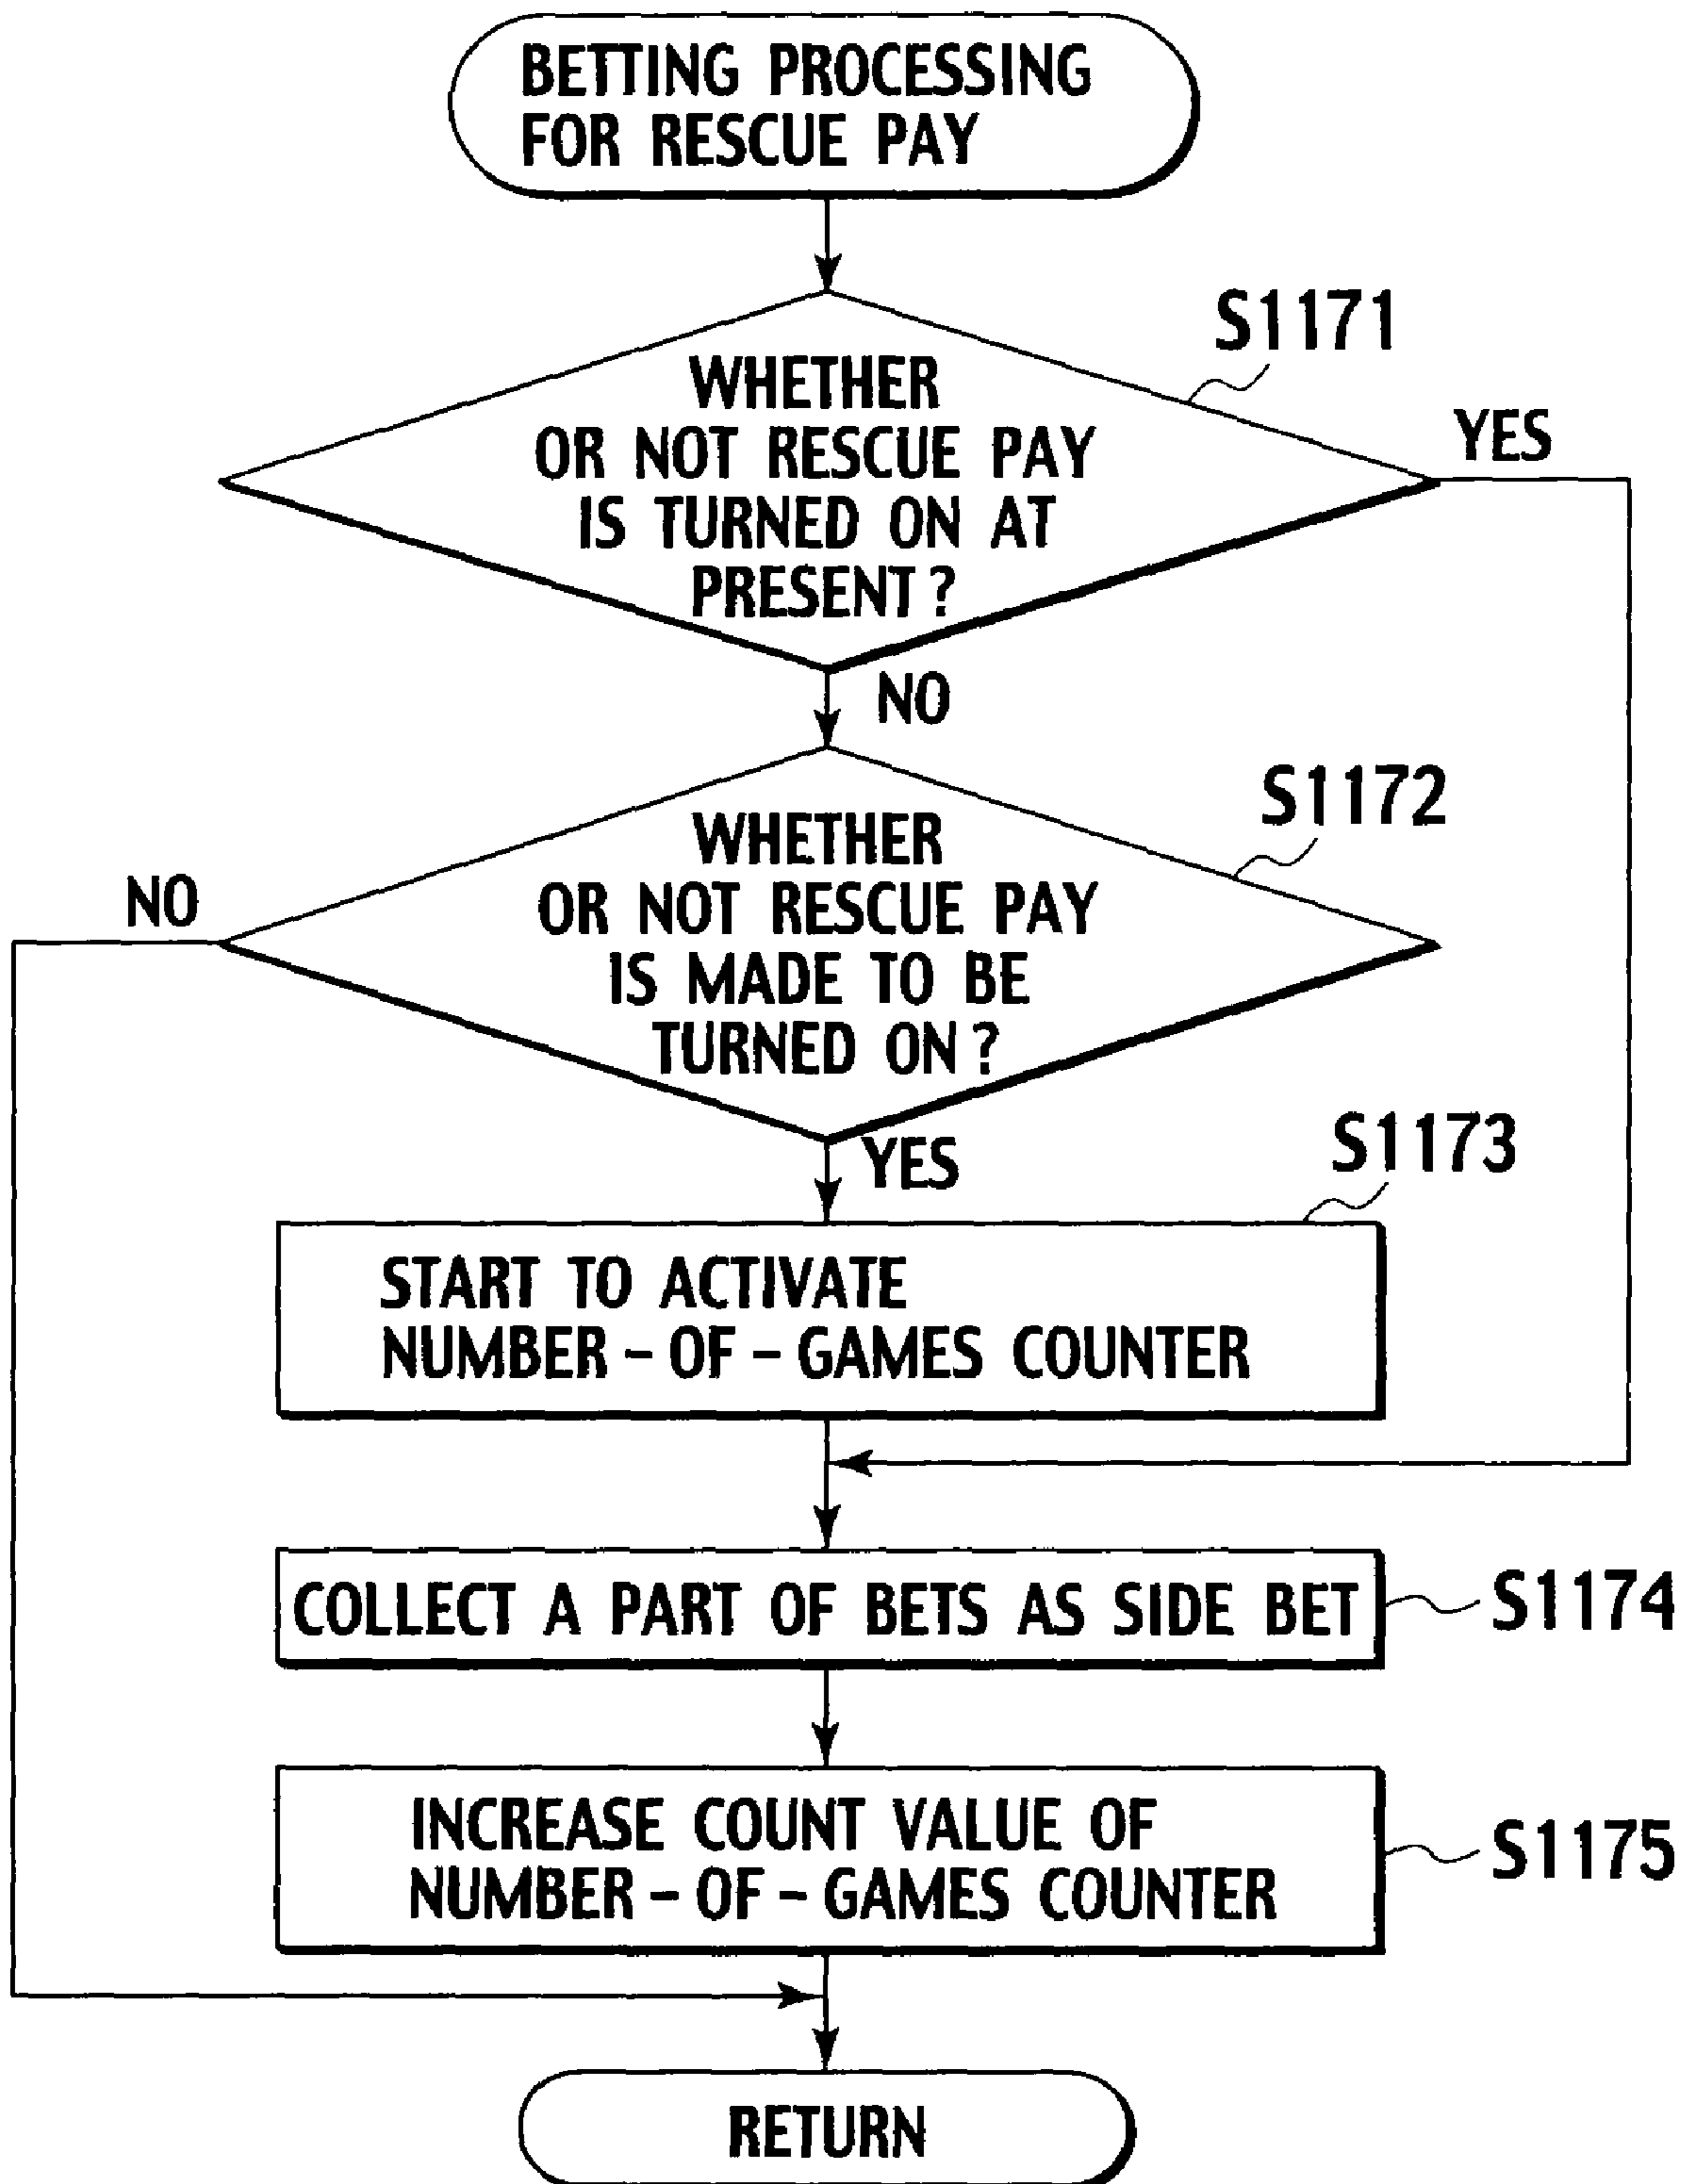 BETTING PROCESSING
FOR RESCUE PAY
S1171
WHETHER
OR NOT RESCUE PAY
IS TURNED ON AT
PRESENT?
YES
NO
S1172
WHETHER
OR NOT RESCUE PAY
IS MADE TO BE
TURNED ON?
NO
YES
S1173
START TO ACTIVATE
NUMBER-OF-GAMES COUNTER
COLLECT A PART OF BETS AS SIDE BET
S1174
INCREASE COUNT VALUE OF
NUMBER-OF-GAMES COUNTER
S1175
RETURN